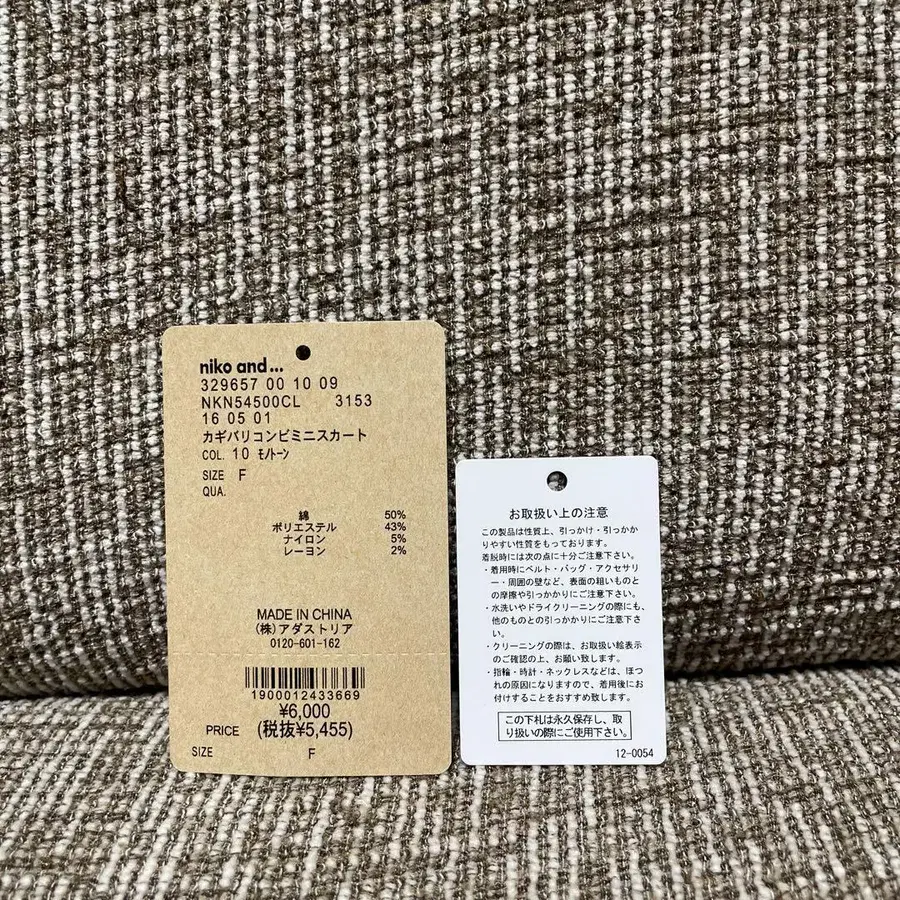 niko and...
329657 00 10 09
NKN54500CL 3153
16 05 01
カギバリコンビミニスカート
COL. 10 ﾓﾉﾄｰﾝ
SIZE F
QUA.
綿 50%
ポリエステル 43%
ナイロン 5%
レーヨン 2%
MADE IN CHINA
(株)アダストリア
0120-601-162
1900012433669
¥6,000
PRICE (税抜¥5,455)
SIZE F
お取扱い上の注意
この製品は性質上、引っかけ・引っかか
りやすい性質をもっております。
着脱時には次の点に十分ご注意下さい。
・着用時にベルト・バッグ・アクセサリ
ー・周囲の壁など、表面の粗いものと
の摩擦や引っかかりにご注意下さい。
・水洗いやドライクリーニングの際にも、
他のものとの引っかかりにご注意下さ
い。
・クリーニングの際は、お取扱い絵表示
のご確認の上、お願い致します。
・指輪・時計・ネックレスなどは、ほつ
れの原因になりますので、着用後にお
付けすることをおすすめ致します。
この下札は永久保存し、取
り扱いの際にご使用下さい。
12-0054